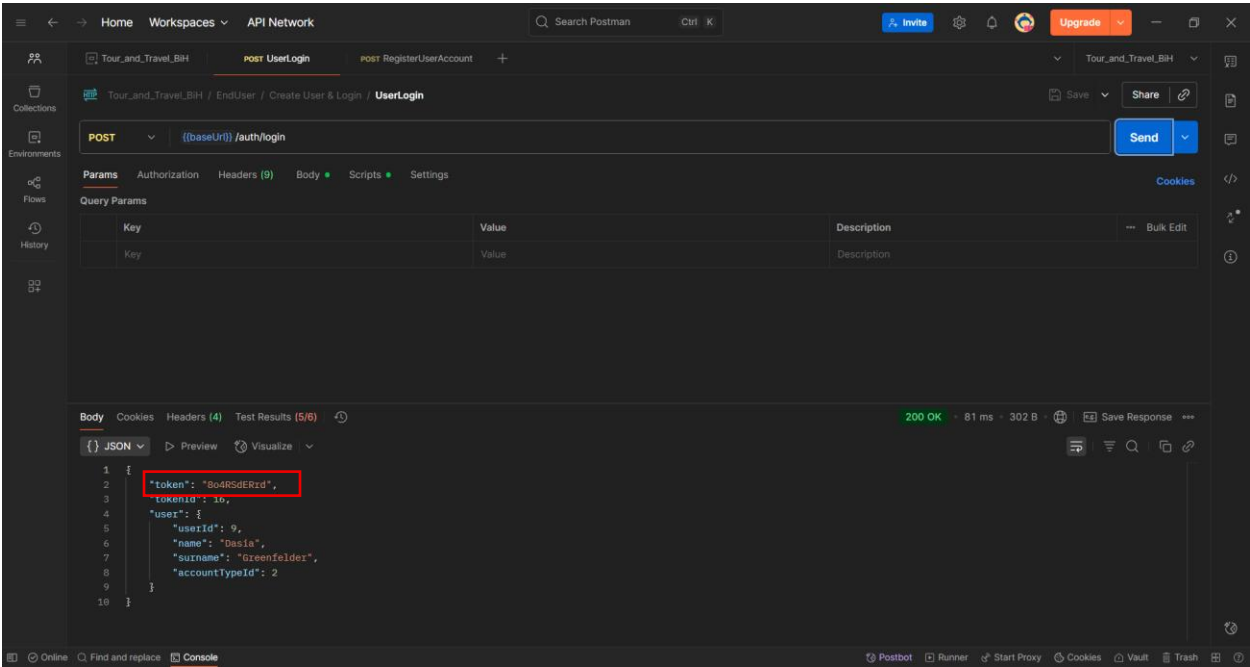 Home Workspaces API Network Search Postman Ctrl K Invite Upgrade
Tour_and_Travel_BiH POST UserLogin POST RegisterUserAccount Tour_and_Travel_BiH
Collections
Environments
Flows
History
HTTP Tour_and_Travel_BiH / EndUser / Create User & Login / UserLogin Save Share
POST {{baseUrl}} /auth/login Send
Params Authorization Headers (9) Body Scripts Settings Cookies
Query Params
Key Value Description Bulk Edit
Key Value Description
Body Cookies Headers (4) Test Results (5/6) 200 OK 81 ms 302 B Save Response
{} JSON Preview Visualize
1 {
2 "token": "8o4RSdERrd",
3 "tokenId": 16,
4 "user": {
5 "userId": 9,
6 "name": "Dasia",
7 "surname": "Greenfelder",
8 "accountTypeId": 2
9 }
10 }
Online Find and replace Console Postbot Runner Start Proxy Cookies Vault Trash